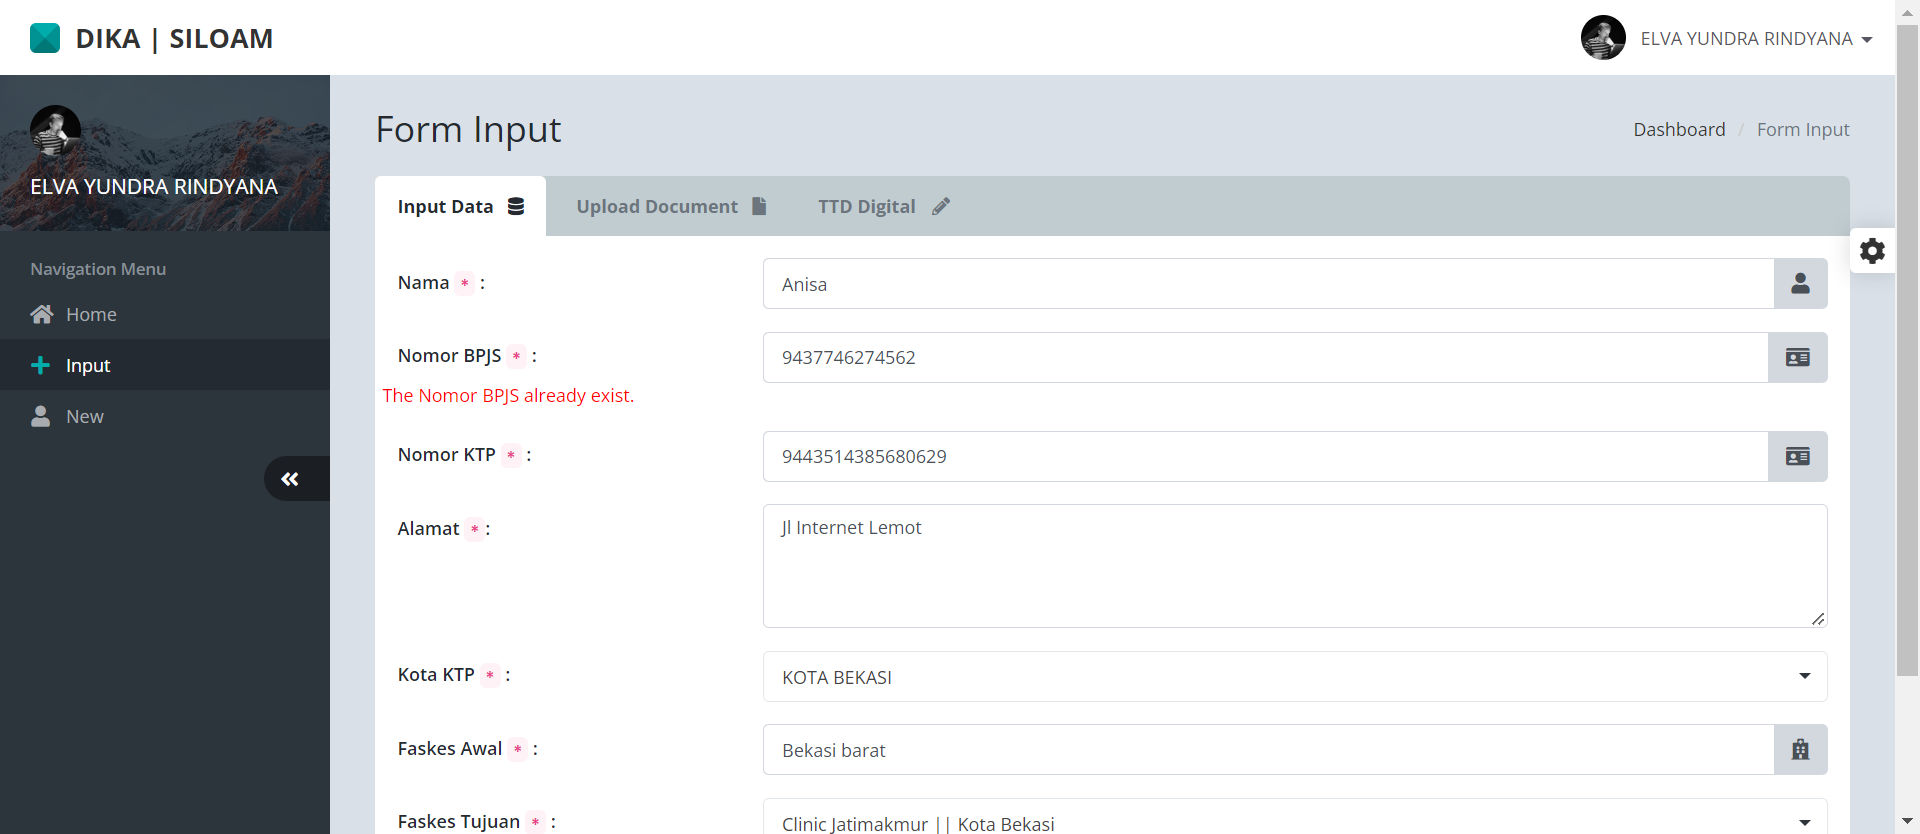 DIKA | SILOAM
ELVA YUNDRA RINDYANA
ELVA YUNDRA RINDYANA
Navigation Menu
Home
Input
New
Form Input
Dashboard / Form Input
Input Data
Upload Document
TTD Digital
Nama * :
Anisa
Nomor BPJS * :
9437746274562
The Nomor BPJS already exist.
Nomor KTP * :
9443514385680629
Alamat * :
Jl Internet Lemot
Kota KTP * :
KOTA BEKASI
Faskes Awal * :
Bekasi barat
Faskes Tujuan * :
Clinic Jatimakmur || Kota Bekasi